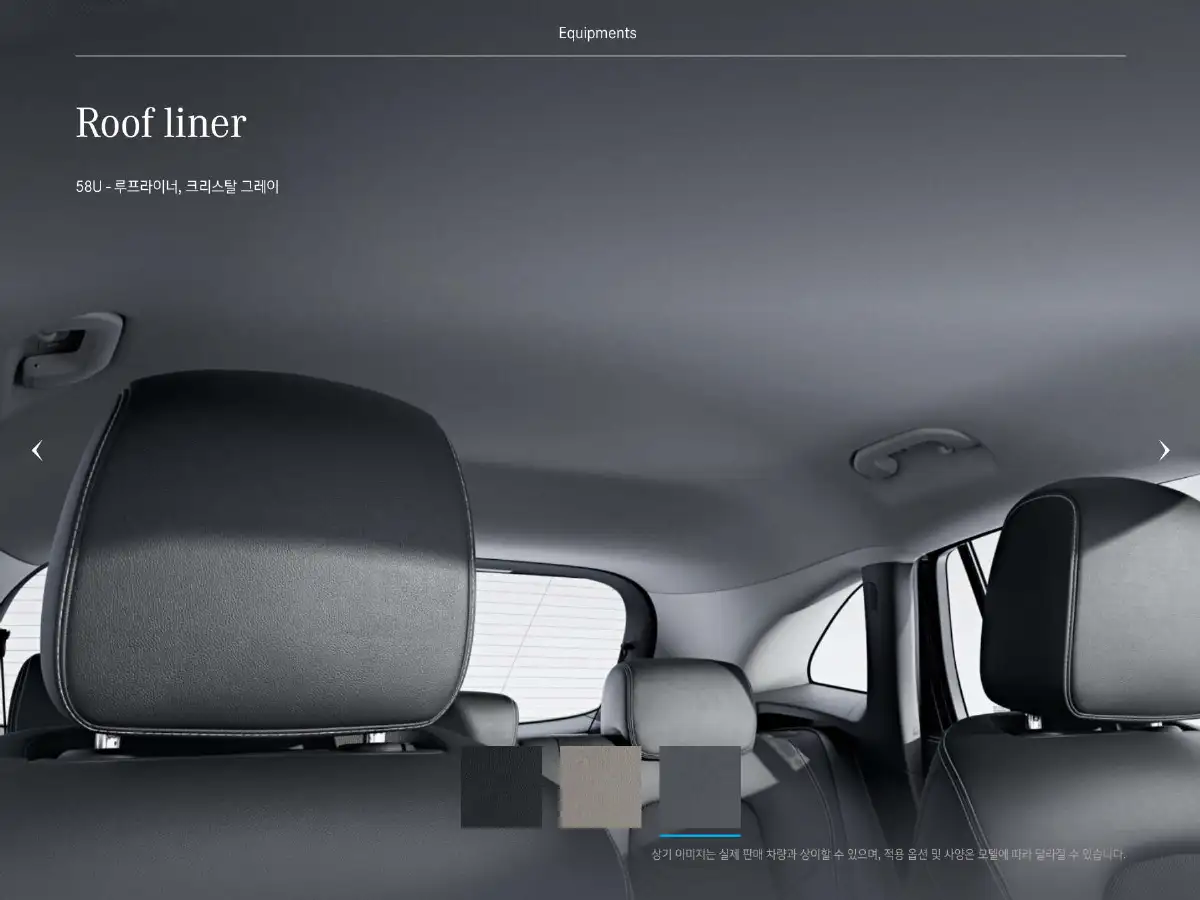 Equipments
Roof liner
58U - 루프라이너, 크리스탈 그레이
상기 이미지는 실제 판매 차량과 상이할 수 있으며, 적용 옵션 및 사양은 모델에 따라 달라질 수 있습니다.